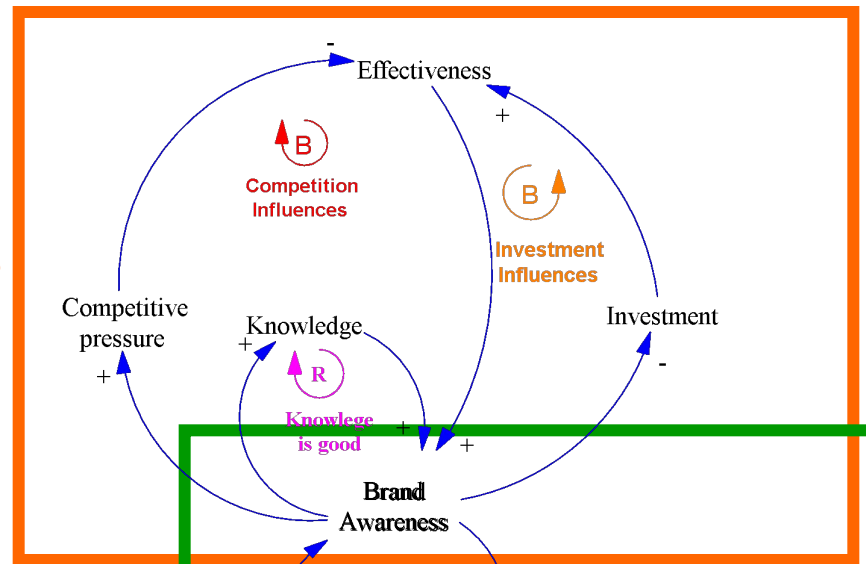 -
Effectiveness
+
B
Competition
Influences
B
Investment
Influences
Competitive
pressure
+
Knowledge
+
Investment
-
R
Knowlege
is good
+
+
Brand
Awareness